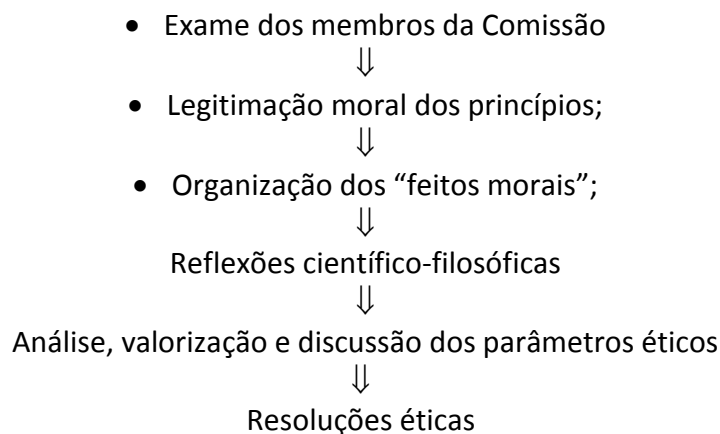 • Exame dos membros da Comissão
⇓
• Legitimação moral dos princípios;
⇓
• Organização dos “feitos morais”;
⇓
Reflexões científico-filosóficas
⇓
Análise, valorização e discussão dos parâmetros éticos
⇓
Resoluções éticas